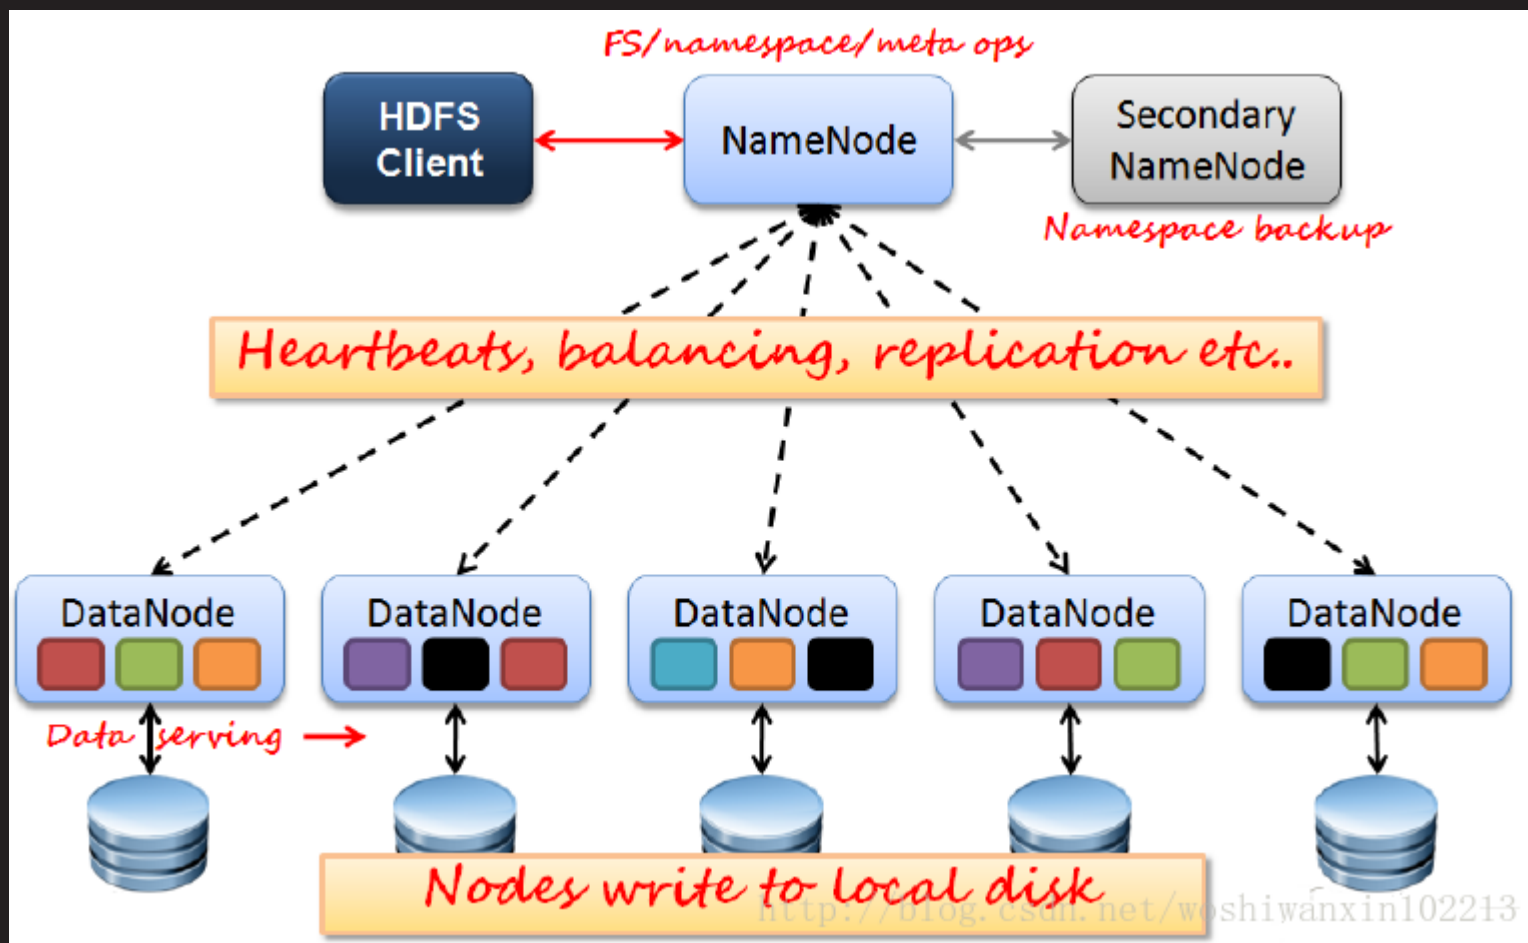 FS/namespace/meta ops
HDFS
Client
NameNode
Secondary
NameNode
Namespace backup
Heartbeats, balancing, replication etc..
DataNode
DataNode
DataNode
DataNode
DataNode
Data serving
Nodes write to local disk
http://blog.csdn.net/woshiwanxin102213